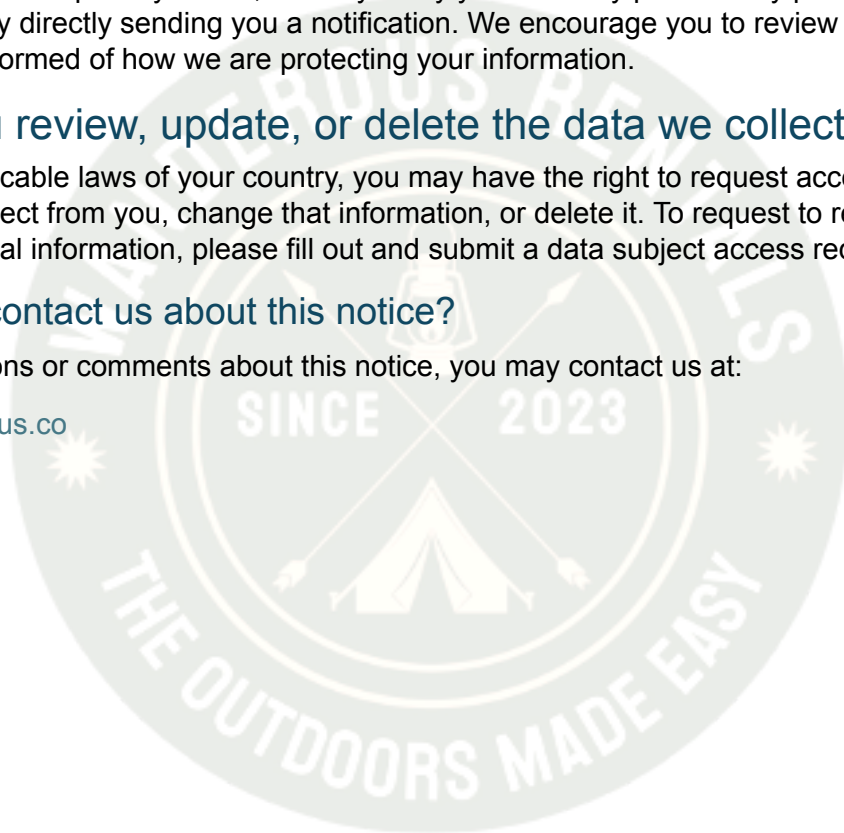 y directly sending you a notification. We encourage you to review
ormed of how we are protecting your information.
review, update, or delete the data we collect
cable laws of your country, you may have the right to request acc
ect from you, change that information, or delete it. To request to re
al information, please fill out and submit a data subject access rec
contact us about this notice?
ons or comments about this notice, you may contact us at:
us.co
WANDEROUS RENTALS
SINCE 2023
THE OUTDOORS MADE EASY